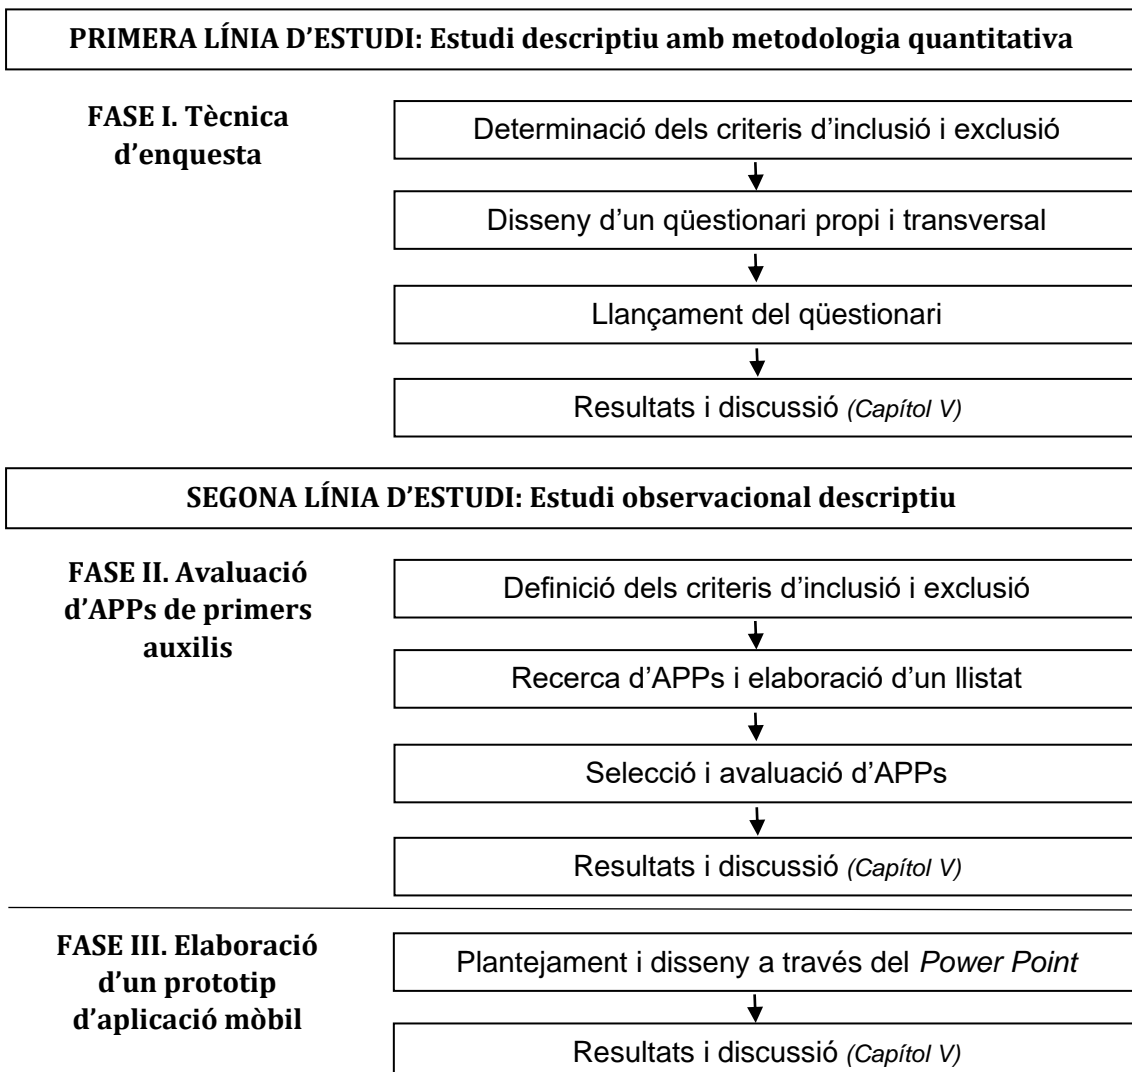 PRIMERA LÍNIA D’ESTUDI: Estudi descriptiu amb metodologia quantitativa
FASE I. Tècnica
d’enquesta
Determinació dels criteris d’inclusió i exclusió
Disseny d’un qüestionari propi i transversal
Llançament del qüestionari
Resultats i discussió (Capítol V)
SEGONA LÍNIA D’ESTUDI: Estudi observacional descriptiu
FASE II. Avaluació
d’APPs de primers
auxilis
Definició dels criteris d’inclusió i exclusió
Recerca d’APPs i elaboració d’un llistat
Selecció i avaluació d’APPs
Resultats i discussió (Capítol V)
FASE III. Elaboració
d’un prototip
d’aplicació mòbil
Plantejament i disseny a través del Power Point
Resultats i discussió (Capítol V)